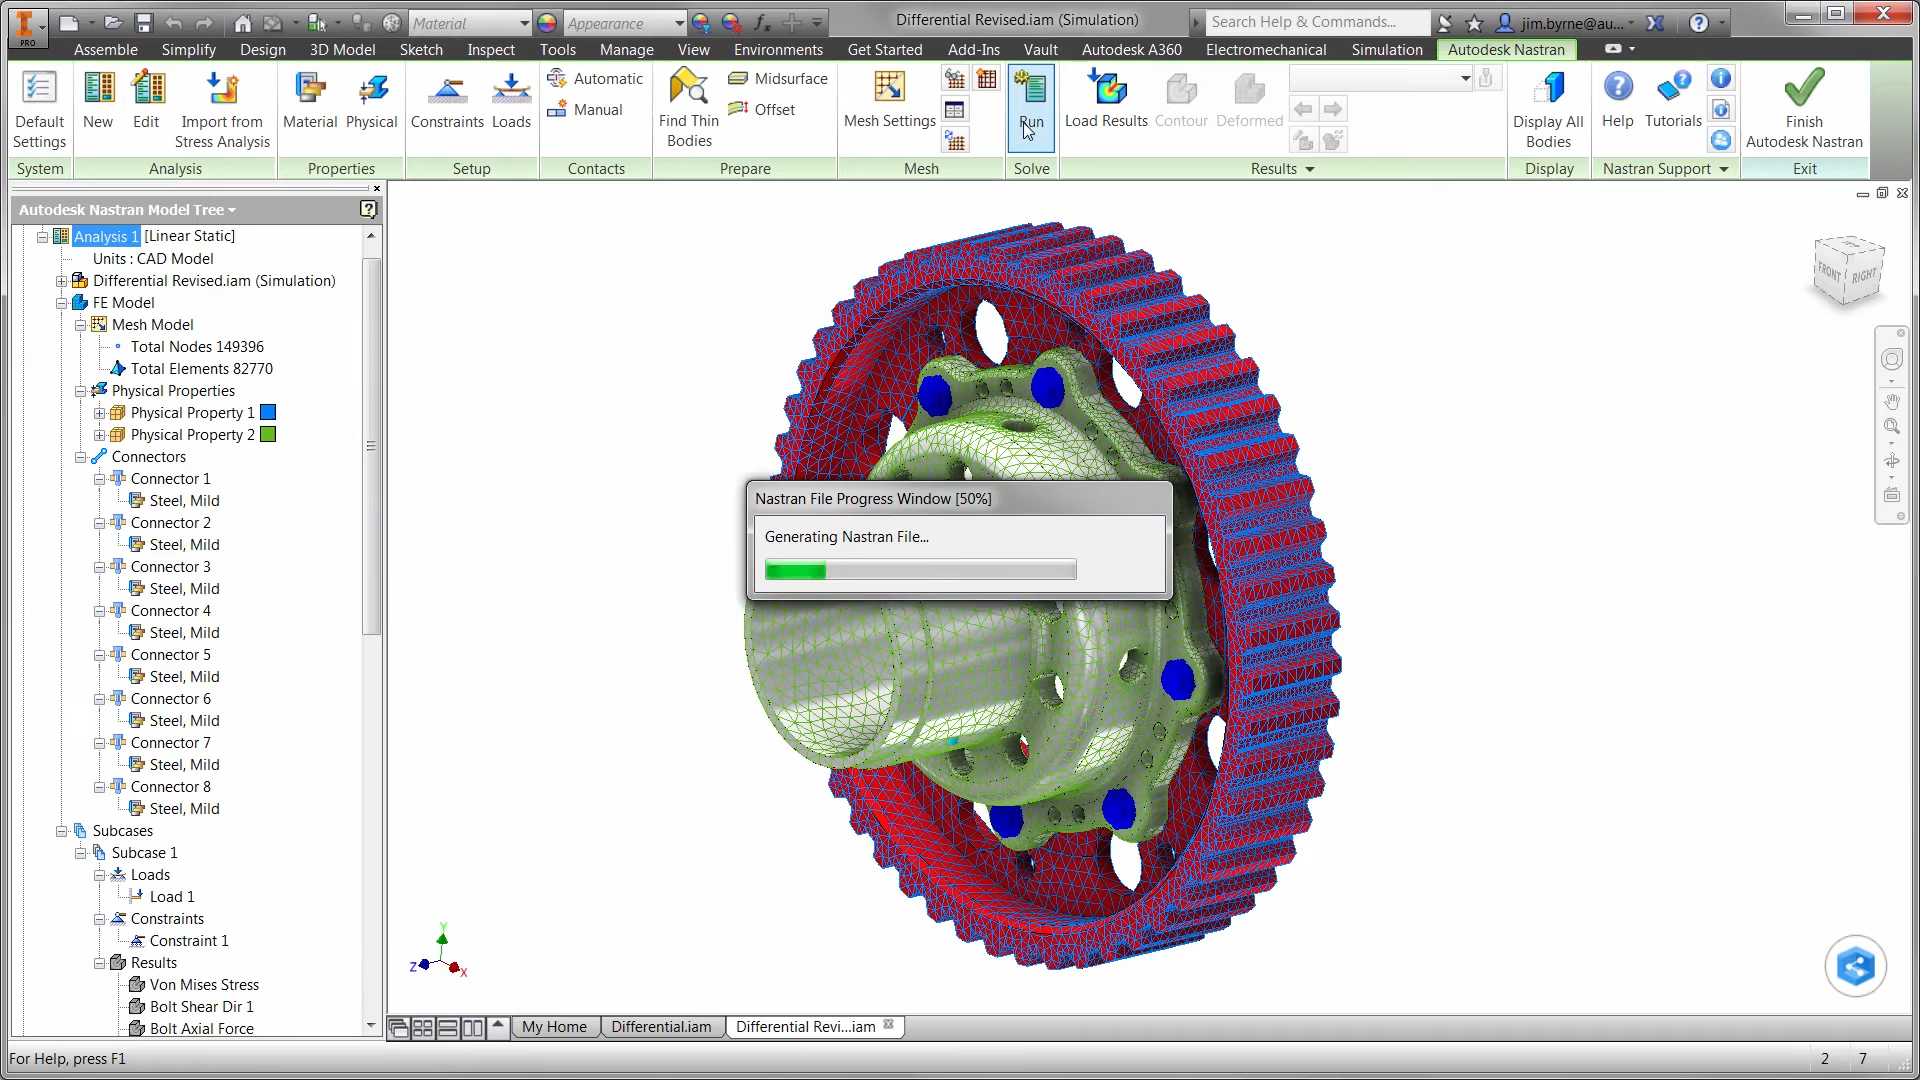 PRO
Material
Appearance
Differential Revised.iam (Simulation)
Search Help & Commands...
jim.byrne@au...
Assemble Simplify Design 3D Model Sketch Inspect Tools Manage View Environments Get Started Add-Ins Vault Autodesk A360 Electromechanical Simulation Autodesk Nastran
Default Settings
New
Edit
Import from Stress Analysis
Material
Physical
Constraints
Loads
Automatic
Manual
Find Thin Bodies
Midsurface
Offset
Mesh Settings
Run
Load Results
Contour
Deformed
Display All Bodies
Help
Tutorials
Finish Autodesk Nastran
System Analysis Properties Setup Contacts Prepare Mesh Solve Results Display Nastran Support Exit
Autodesk Nastran Model Tree
Analysis 1 [Linear Static]
Units : CAD Model
Differential Revised.iam (Simulation)
FE Model
Mesh Model
Total Nodes 149396
Total Elements 82770
Physical Properties
Physical Property 1
Physical Property 2
Connectors
Connector 1
Steel, Mild
Connector 2
Steel, Mild
Connector 3
Steel, Mild
Connector 4
Steel, Mild
Connector 5
Steel, Mild
Connector 6
Steel, Mild
Connector 7
Steel, Mild
Connector 8
Steel, Mild
Subcases
Subcase 1
Loads
Load 1
Constraints
Constraint 1
Results
Von Mises Stress
Bolt Shear Dir 1
Bolt Axial Force
FRONT RIGHT
Nastran File Progress Window [50%]
Generating Nastran File...
Y
Z
X
My Home
Differential.iam
Differential Revi...iam
For Help, press F1
2 7